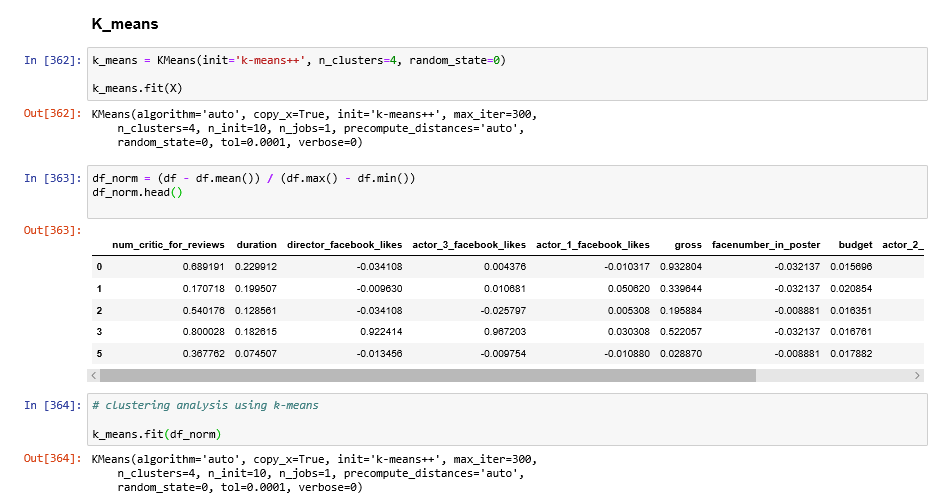 K_means
In [362]: k_means = KMeans(init='k-means++', n_clusters=4, random_state=0)
k_means.fit(X)
Out[362]: KMeans(algorithm='auto', copy_x=True, init='k-means++', max_iter=300,
n_clusters=4, n_init=10, n_jobs=1, precompute_distances='auto',
random_state=0, tol=0.0001, verbose=0)
In [363]: df_norm = (df - df.mean()) / (df.max() - df.min())
df_norm.head()
Out[363]:
num_critic_for_reviews duration director_facebook_likes actor_3_facebook_likes actor_1_facebook_likes gross facenumber_in_poster budget actor_2_
0 0.689191 0.229912 -0.034108 0.004376 -0.010317 0.932804 -0.032137 0.015696
1 0.170718 0.199507 -0.009630 0.010681 0.050620 0.339644 -0.032137 0.020854
2 0.540176 0.128561 -0.034108 -0.025797 0.005308 0.195884 -0.008881 0.016351
3 0.800028 0.182615 0.922414 0.967203 0.030308 0.522057 -0.032137 0.016761
5 0.367762 0.074507 -0.013456 -0.009754 -0.010880 0.028870 -0.008881 0.017882
In [364]: # clustering analysis using k-means
k_means.fit(df_norm)
Out[364]: KMeans(algorithm='auto', copy_x=True, init='k-means++', max_iter=300,
n_clusters=4, n_init=10, n_jobs=1, precompute_distances='auto',
random_state=0, tol=0.0001, verbose=0)